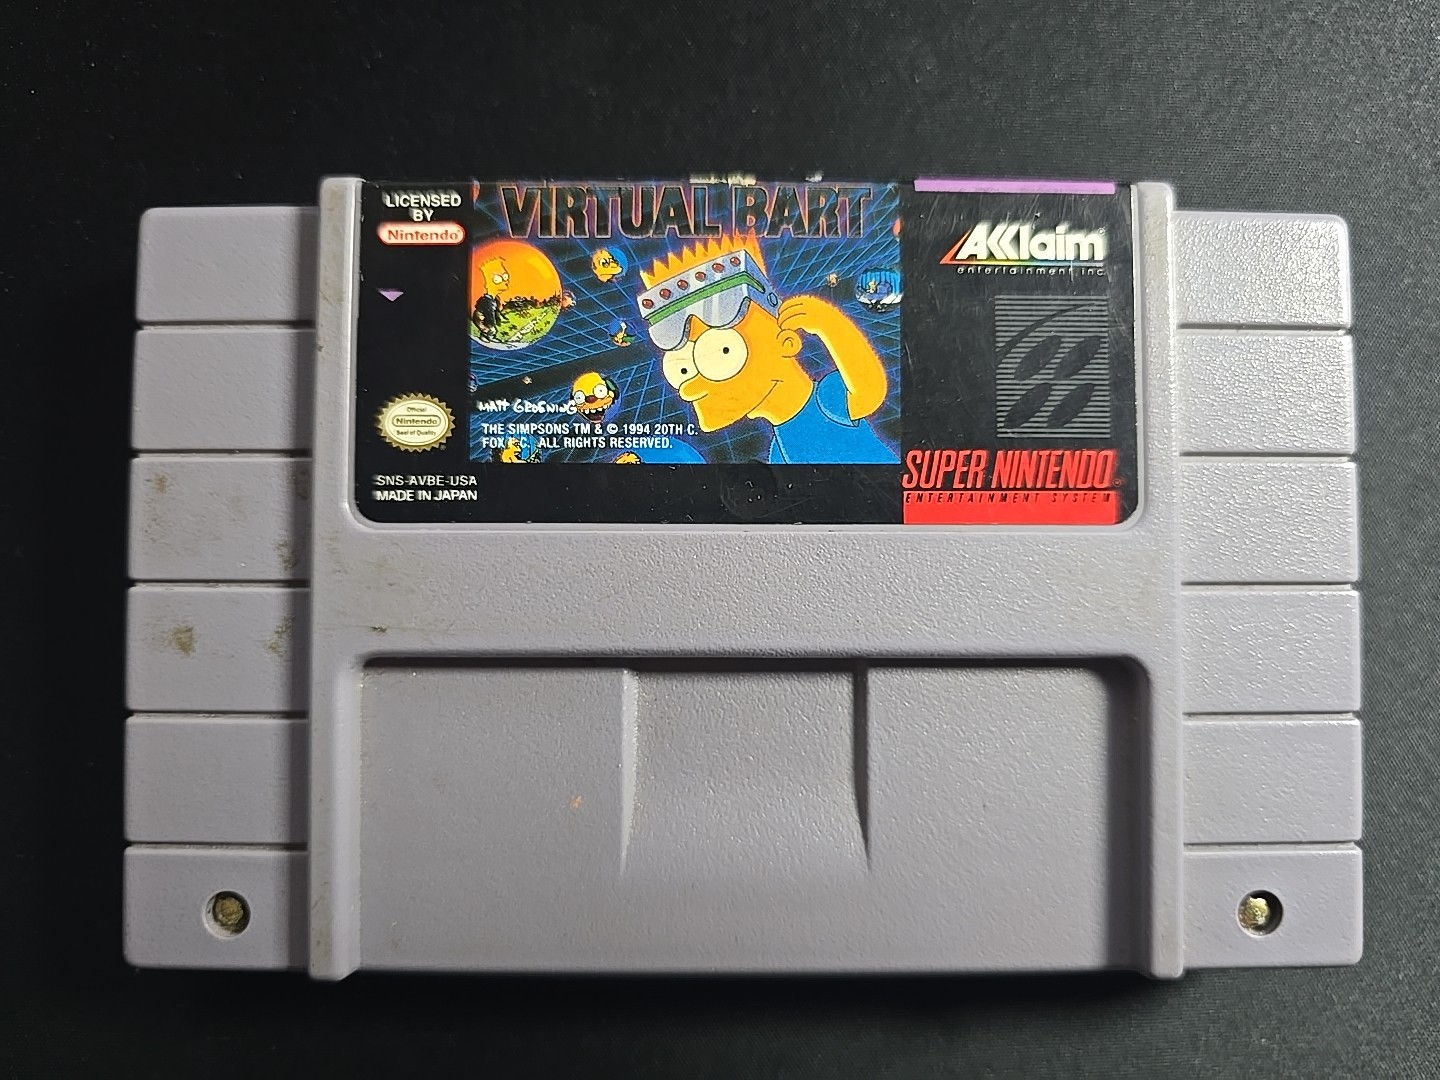 LICENSED
BY
Nintendo
VIRTUAL BART
AKKlaim
entertainment inc.
MATT GROENING
THE SIMPSONS TM & © 1994 20TH C.
FOX F.C. ALL RIGHTS RESERVED.
Official
Nintendo
Seal of Quality
SNS-AVBE-USA
MADE IN JAPAN
SUPER NINTENDO
ENTERTAINMENT SYSTEM